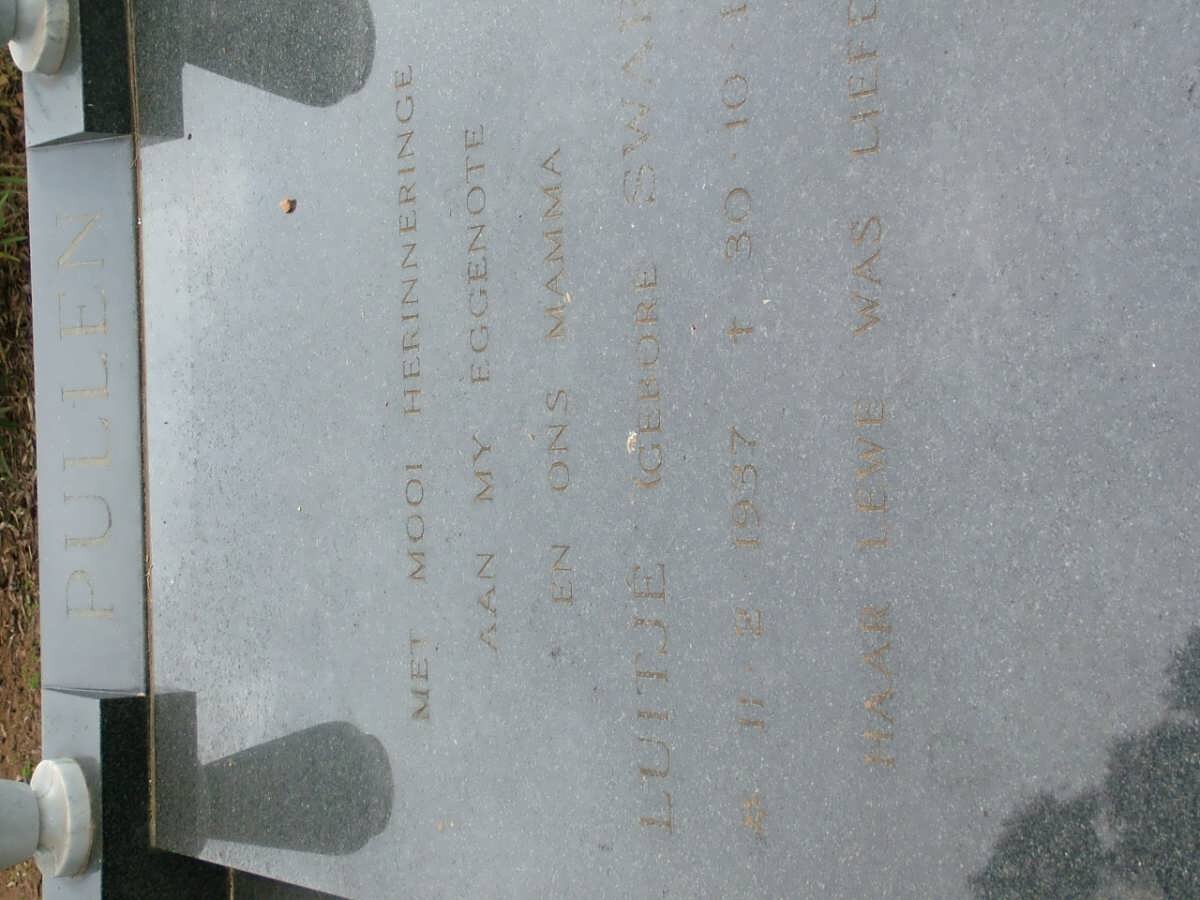 PULLEN
MET MOOI HERINNERINGE
AAN MY EGGENOTE
EN ONS MAMMA
LUITJE (GEBORE
* 11·2·1937 † 30·10·
HAAR LEWE WAS